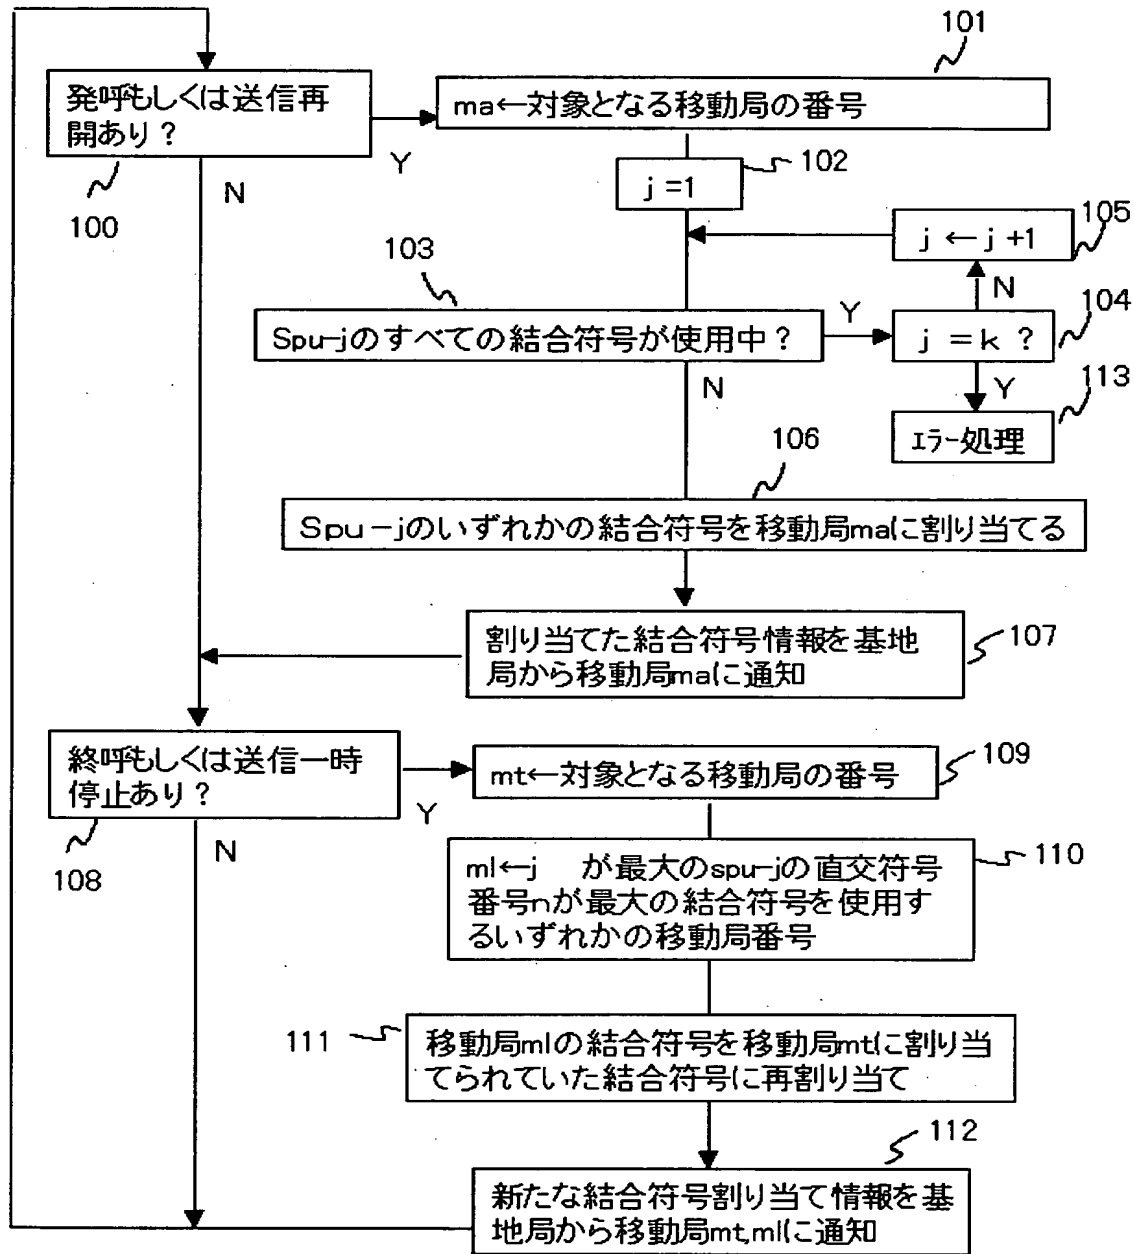 101
発呼もしくは送信再
開あり？
ma←対象となる移動局の番号
Y
N
100
102
j =1
105
j ← j +1
103
N
104
Spu-jのすべての結合符号が使用中？
Y
j = k ?
N
Y
113
ｴﾗｰ処理
106
Spu-jのいずれかの結合符号を移動局maに割り当てる
割り当てた結合符号情報を基地
局から移動局maに通知
107
終呼もしくは送信一時
停止あり？
Y
N
108
mt←対象となる移動局の番号
109
ml←j が最大のspu-jの直交符号
番号nが最大の結合符号を使用す
るいずれかの移動局番号
110
111
移動局mlの結合符号を移動局mtに割り当
てられていた結合符号に再割り当て
112
新たな結合符号割り当て情報を基
地局から移動局mt,mlに通知